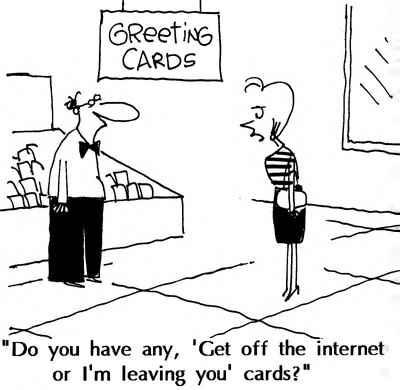 GREETING
CARDS
"Do you have any, 'Get off the internet
or I'm leaving you' cards?"